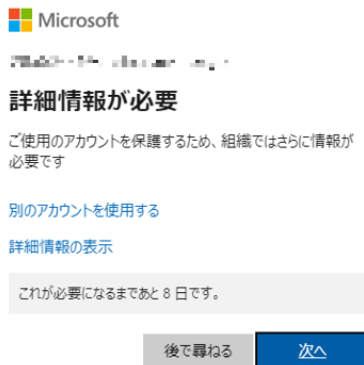 Microsoft
詳細情報が必要
ご使用のアカウントを保護するため、組織ではさらに情報が
必要です
別のアカウントを使用する
詳細情報の表示
これが必要になるまであと 8 日です。
後で尋ねる
次へ